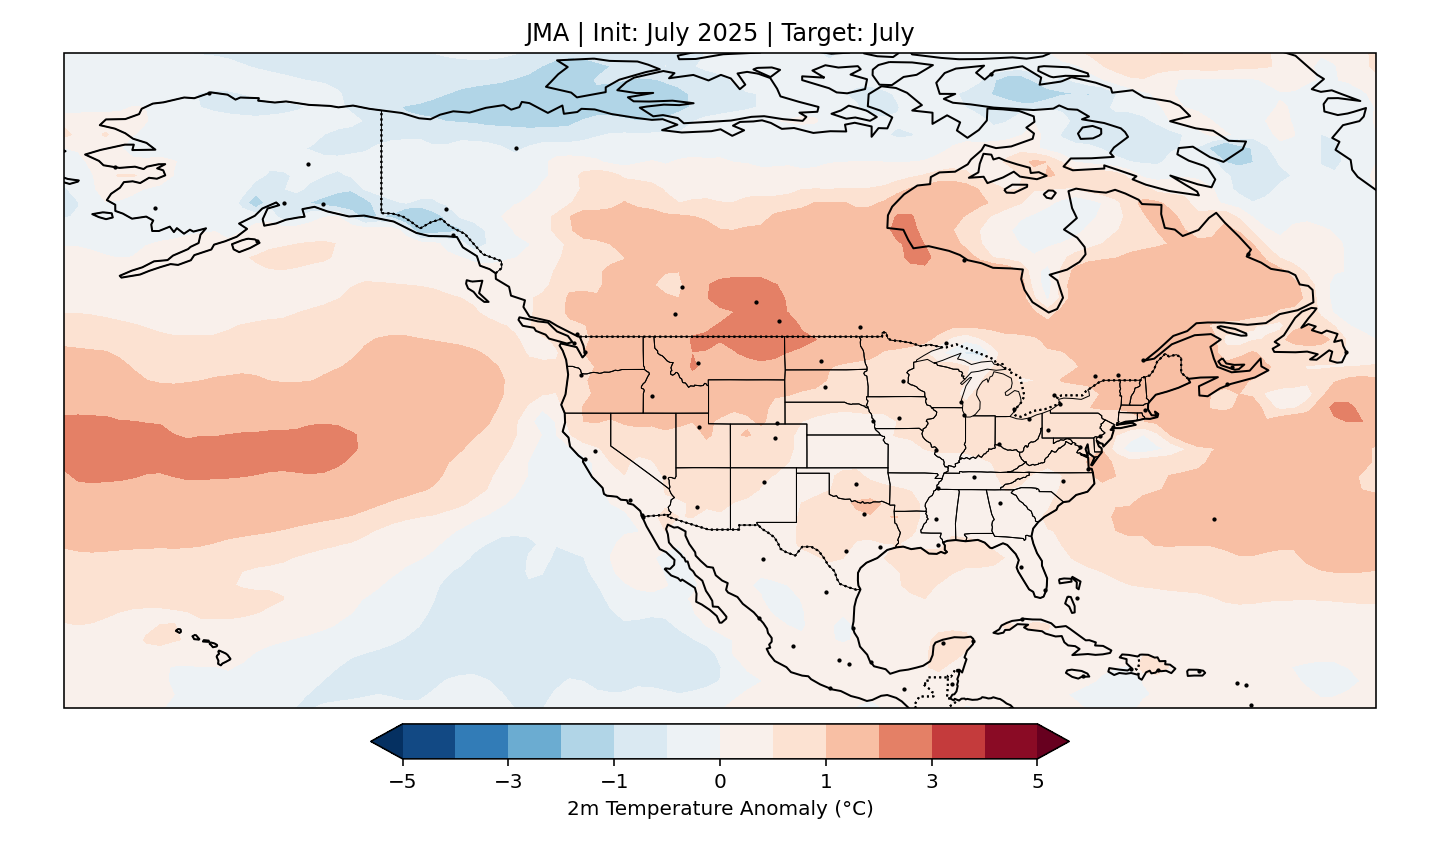 JMA | Init: July 2025 | Target: July
−5 −3 −1 0 1 3 5
2m Temperature Anomaly (°C)